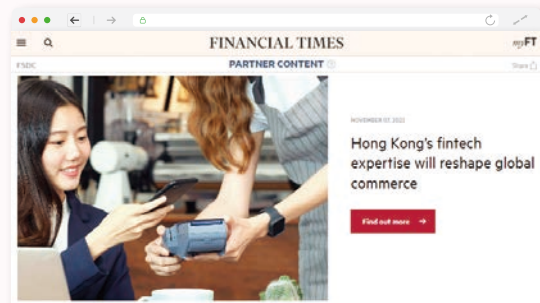 FINANCIAL TIMES
myFT
FSDC
PARTNER CONTENT
Share
NOVEMBER 07, 2022
Hong Kong's fintech
expertise will reshape global
commerce
Find out more